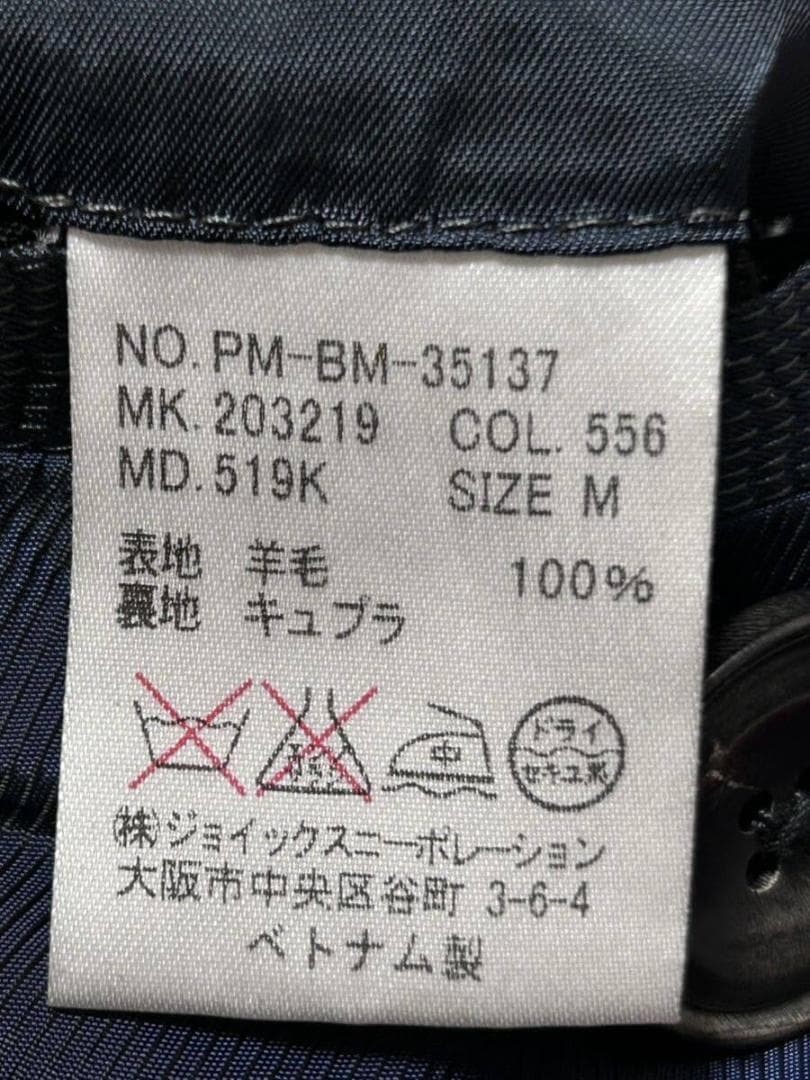 NO.PM-BM-35137
MK.203219 COL.556
MD.519K SIZE M
表地 羊毛 100%
裏地 キュプラ
中 ドライ
セキユ系
㈱ジョイックスコーポレーション
大阪市中央区谷町 3-6-4
ベトナム製